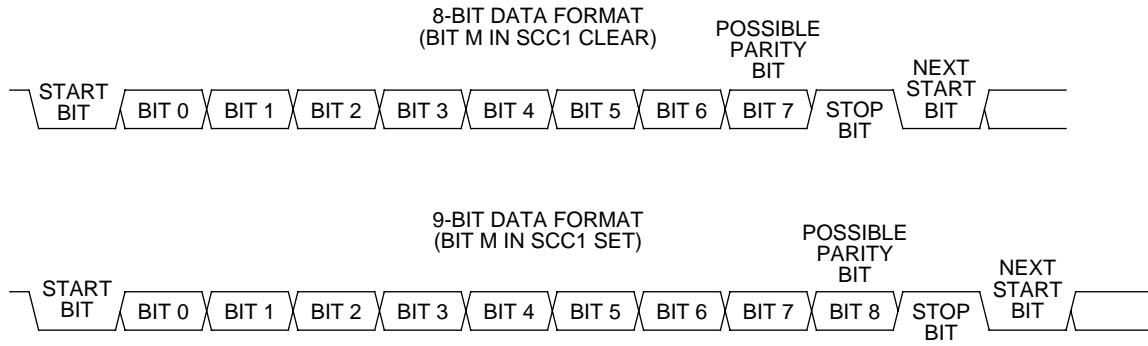 8-BIT DATA FORMAT
(BIT M IN SCC1 CLEAR)
POSSIBLE
PARITY
BIT
START
BIT
BIT 0
BIT 1
BIT 2
BIT 3
BIT 4
BIT 5
BIT 6
BIT 7
STOP
BIT
NEXT
START
BIT
9-BIT DATA FORMAT
(BIT M IN SCC1 SET)
POSSIBLE
PARITY
BIT
START
BIT
BIT 0
BIT 1
BIT 2
BIT 3
BIT 4
BIT 5
BIT 6
BIT 7
BIT 8
STOP
BIT
NEXT
START
BIT